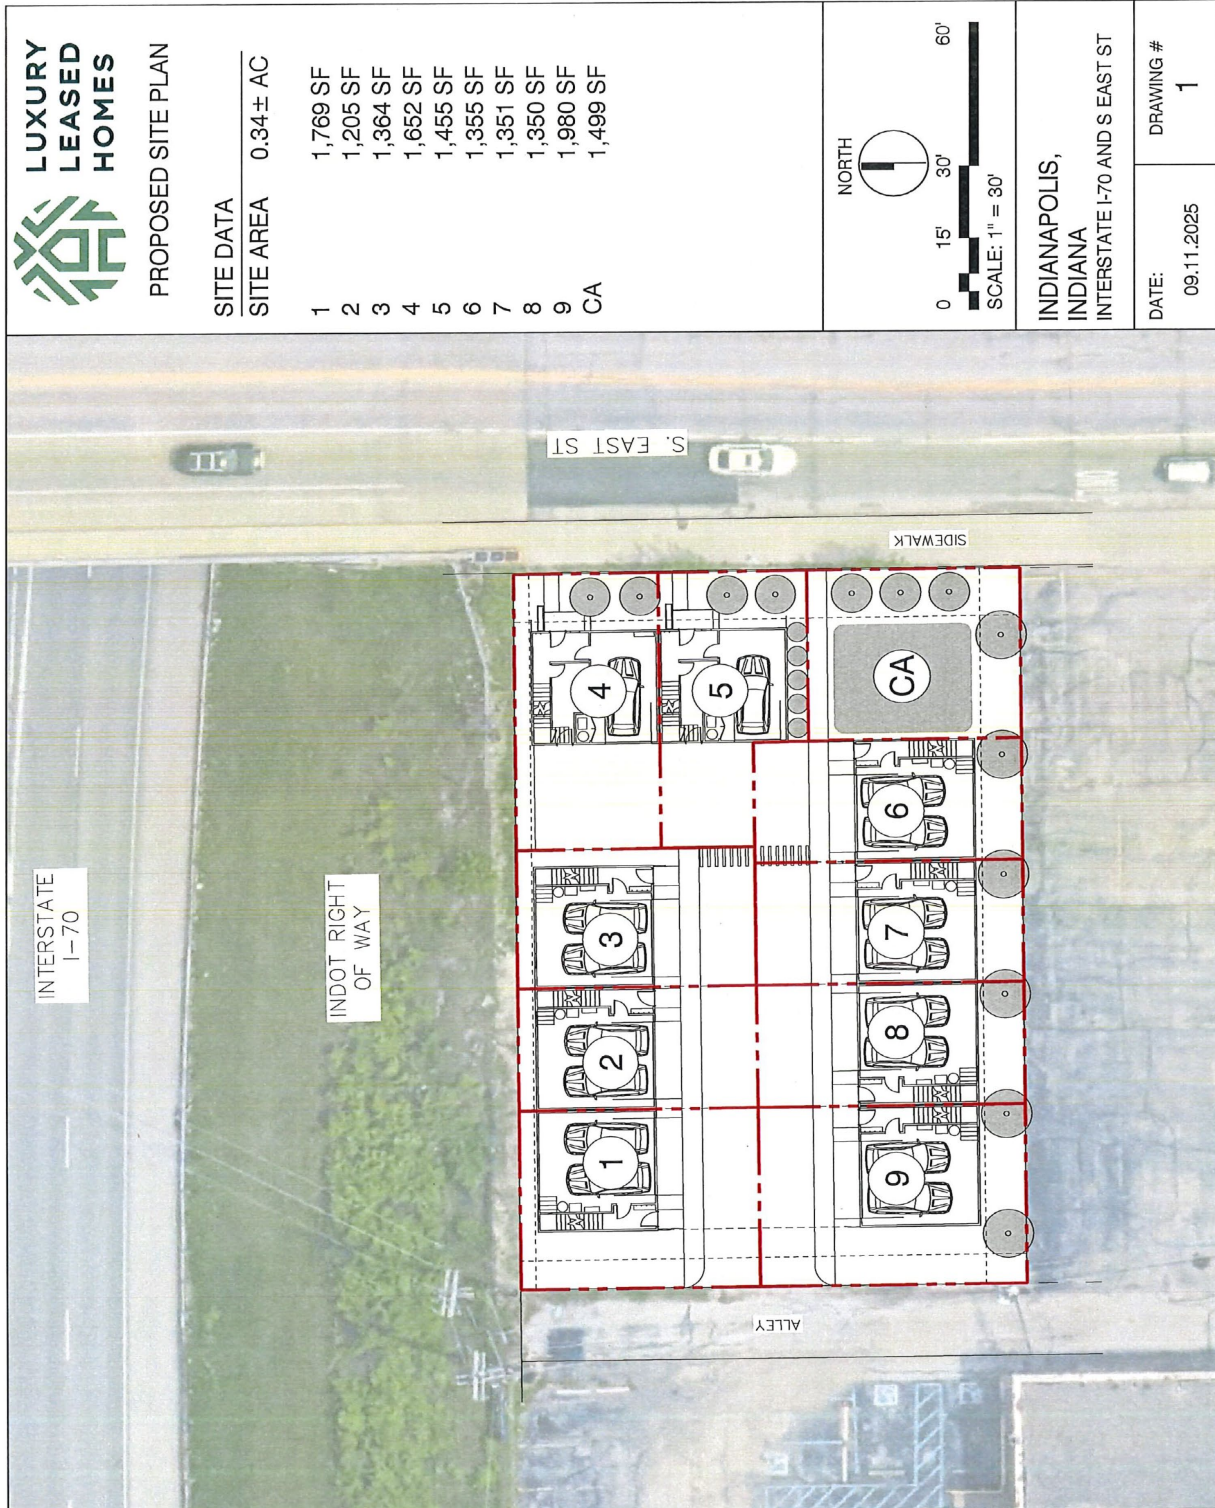 LUXURY
LEASED
HOMES
PROPOSED SITE PLAN
SITE DATA
SITE AREA 0.34± AC
1 1,769 SF
2 1,205 SF
3 1,364 SF
4 1,652 SF
5 1,455 SF
6 1,355 SF
7 1,351 SF
8 1,350 SF
9 1,980 SF
CA 1,499 SF
NORTH
0 15' 30' 60'
SCALE: 1" = 30'
INDIANAPOLIS,
INDIANA
INTERSTATE I-70 AND S EAST ST
DATE:
09.11.2025
DRAWING #
1
INTERSTATE
I-70
INDOT RIGHT
OF WAY
S. EAST ST
SIDEWALK
ALLEY
4
5
CA
3
2
1
6
7
8
9